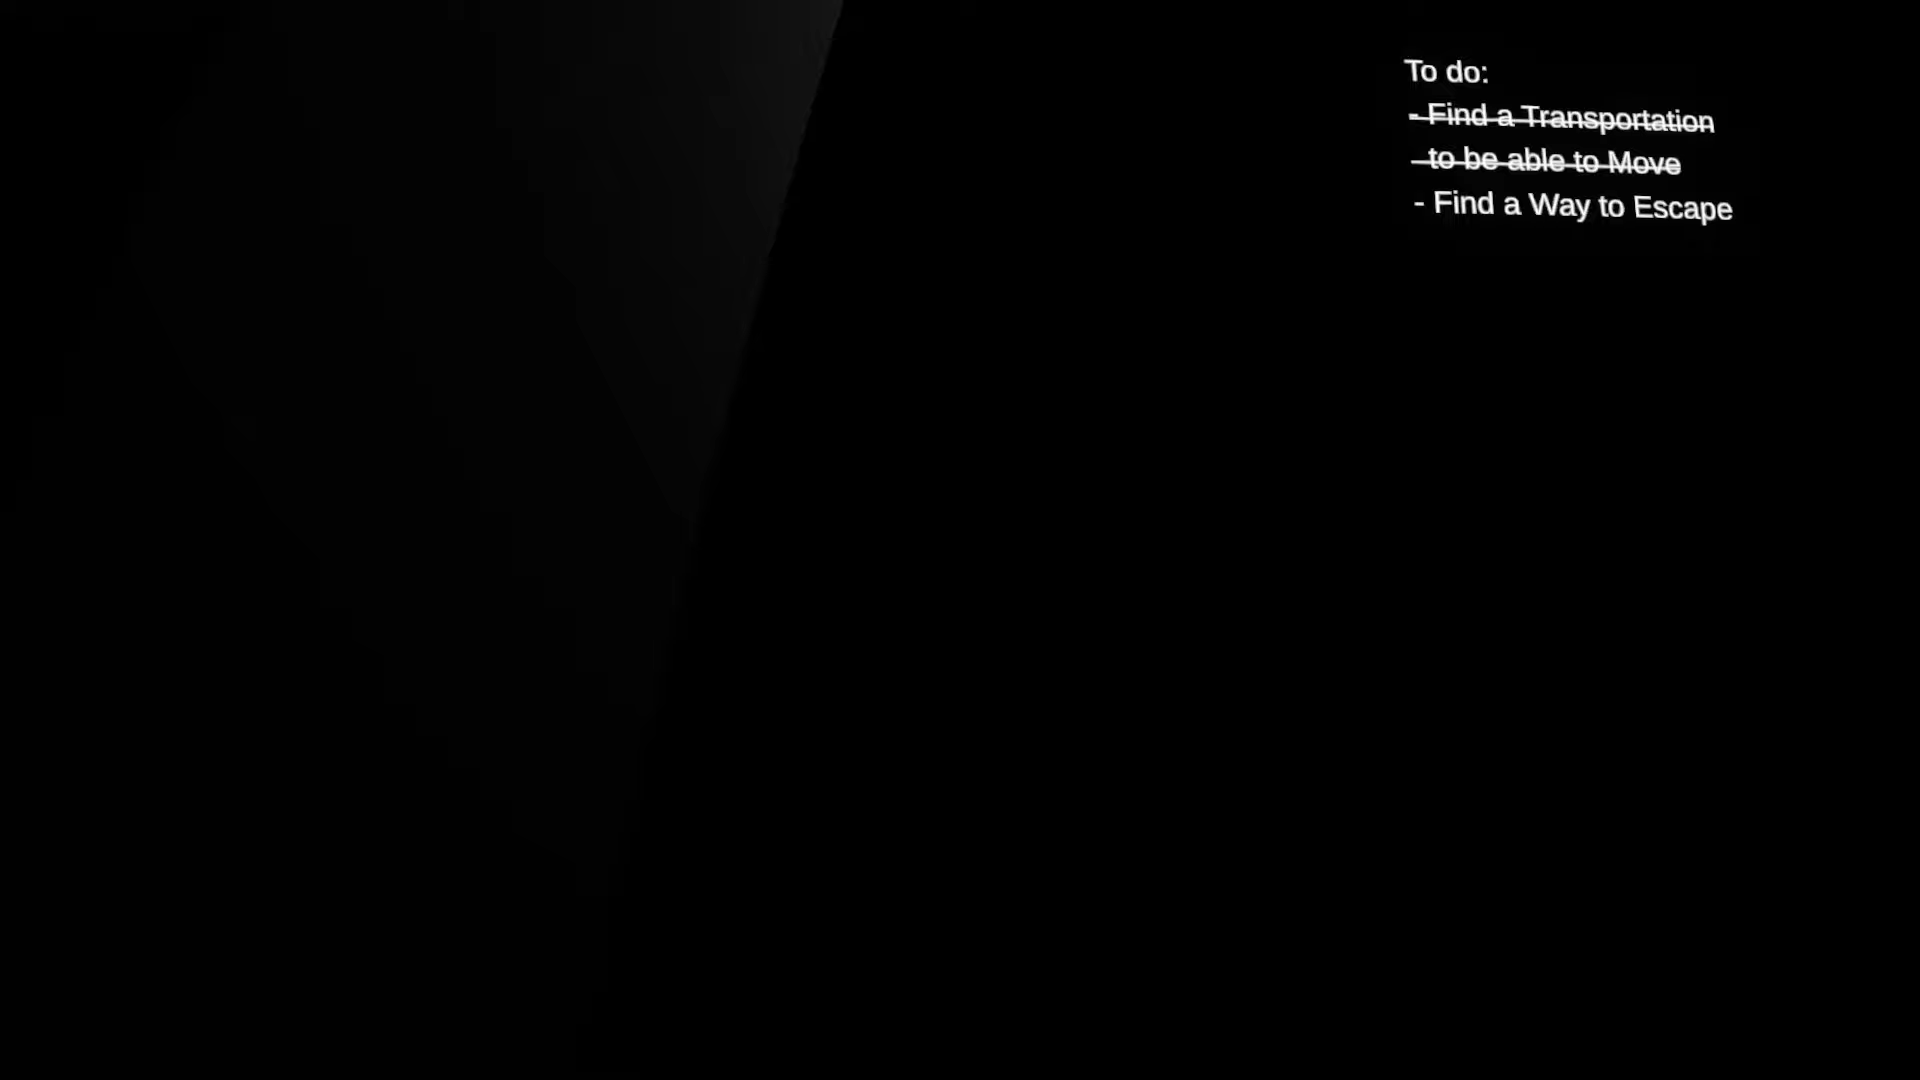 To do:
- Find a Transportation
to be able to Move
- Find a Way to Escape